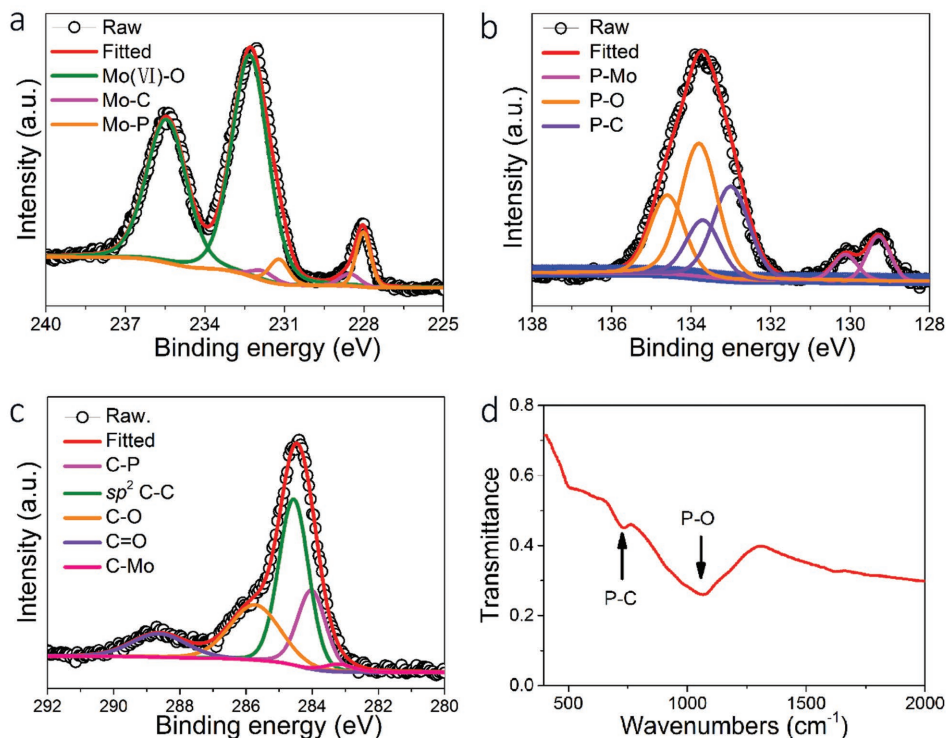 a
Raw
Fitted
Mo(VI)-O
Mo-C
Mo-P
Intensity (a.u.)
240 237 234 231 228 225
Binding energy (eV)
b
Raw
Fitted
P-Mo
P-O
P-C
Intensity (a.u.)
138 136 134 132 130 128
Binding energy (eV)
c
Raw.
Fitted
C-P
sp² C-C
C-O
C=O
C-Mo
Intensity (a.u.)
292 290 288 286 284 282 280
Binding energy (eV)
d
0.8
0.6
0.4
0.2
0.0
Transmittance
P-O
P-C
500 1000 1500 2000
Wavenumbers (cm⁻¹)